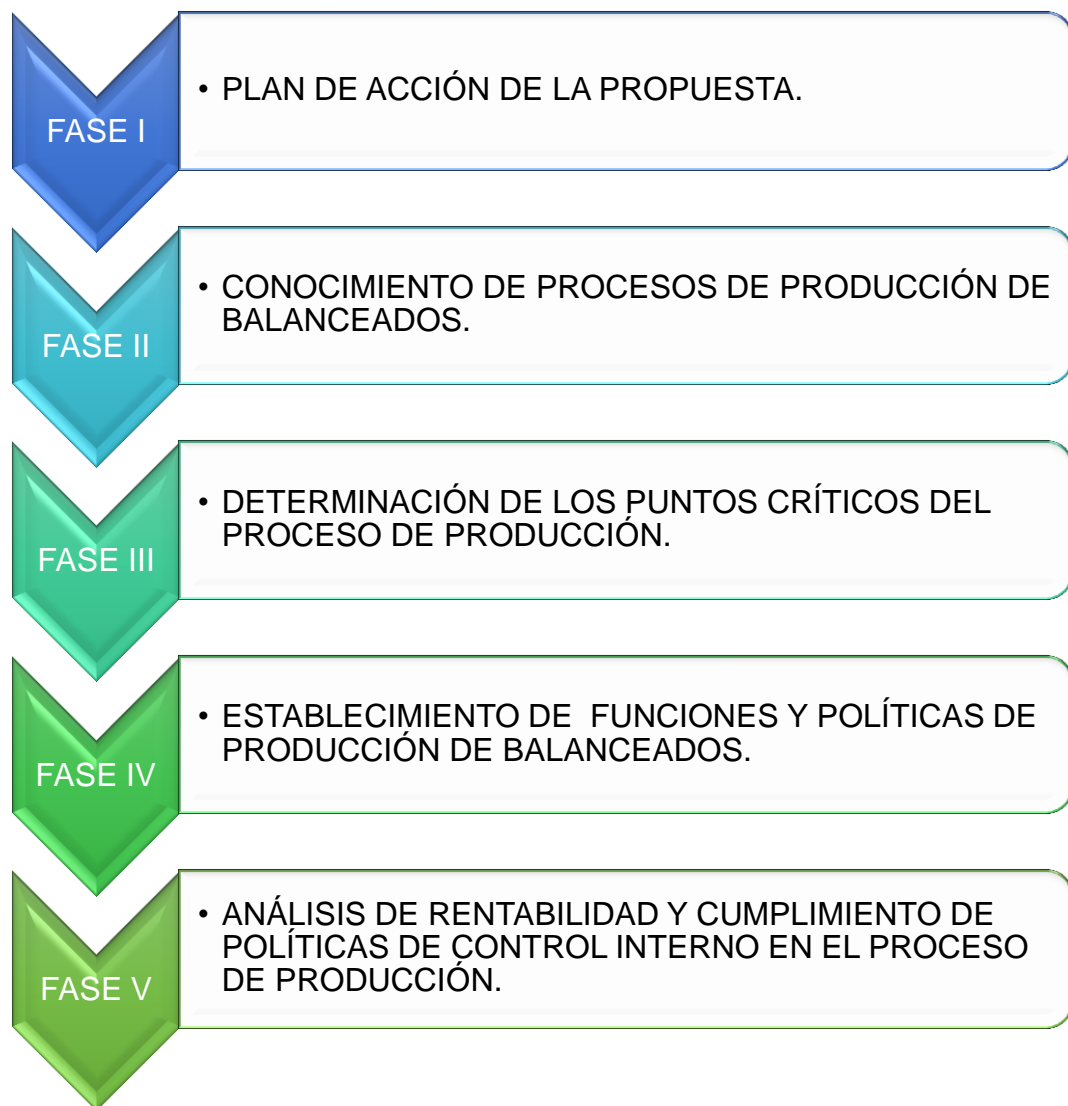 FASE I
• PLAN DE ACCIÓN DE LA PROPUESTA.
FASE II
• CONOCIMIENTO DE PROCESOS DE PRODUCCIÓN DE
BALANCEADOS.
FASE III
• DETERMINACIÓN DE LOS PUNTOS CRÍTICOS DEL
PROCESO DE PRODUCCIÓN.
FASE IV
• ESTABLECIMIENTO DE  FUNCIONES Y POLÍTICAS DE
PRODUCCIÓN DE BALANCEADOS.
FASE V
• ANÁLISIS DE RENTABILIDAD Y CUMPLIMIENTO DE
POLÍTICAS DE CONTROL INTERNO EN EL PROCESO
DE PRODUCCIÓN.